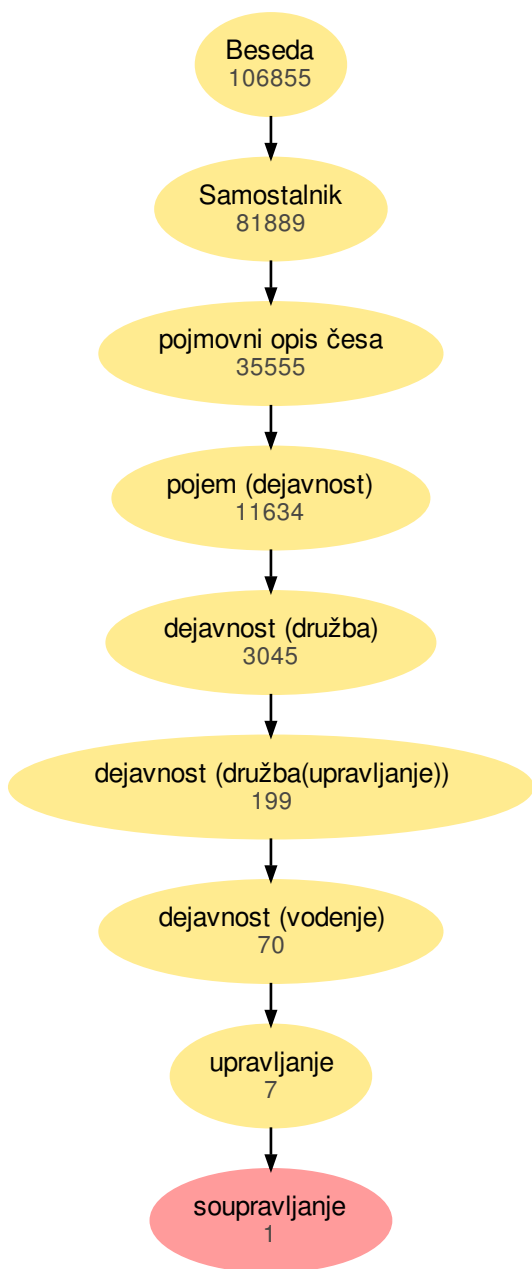 Beseda
106855
Samostalnik
81889
pojmovni opis česa
35555
pojem (dejavnost)
11634
dejavnost (družba)
3045
dejavnost (družba(upravljanje))
199
dejavnost (vodenje)
70
upravljanje
7
soupravljanje
1